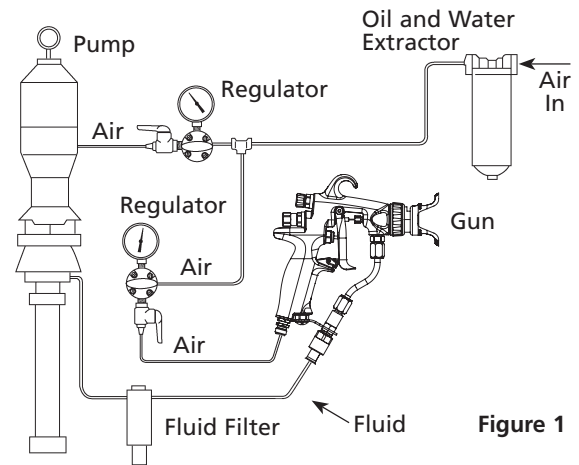 Oil and Water
Extractor
Pump
Air
In
Regulator
Air
Regulator
Gun
Air
Air
Fluid Filter
Fluid
Figure 1